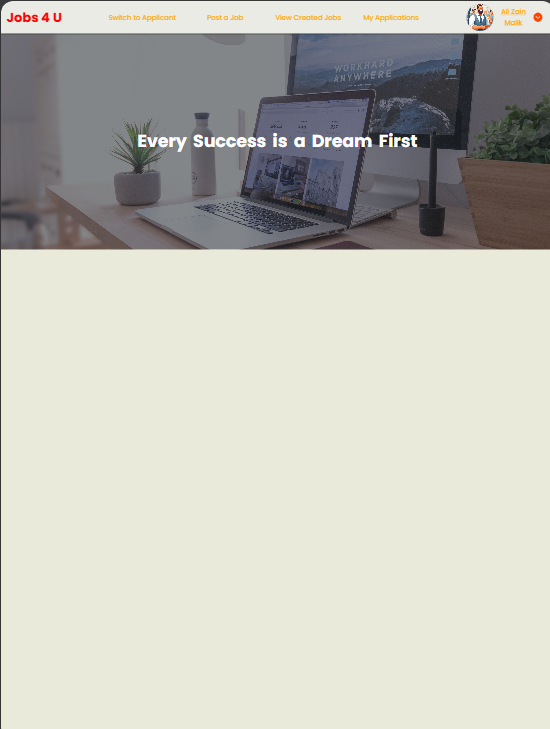 Jobs 4 U
Switch to Applicant
Post a Job
View Created Jobs
My Applications
Ali Zain
Malik
WORKHARD
ANYWHERE
Every Success is a Dream First